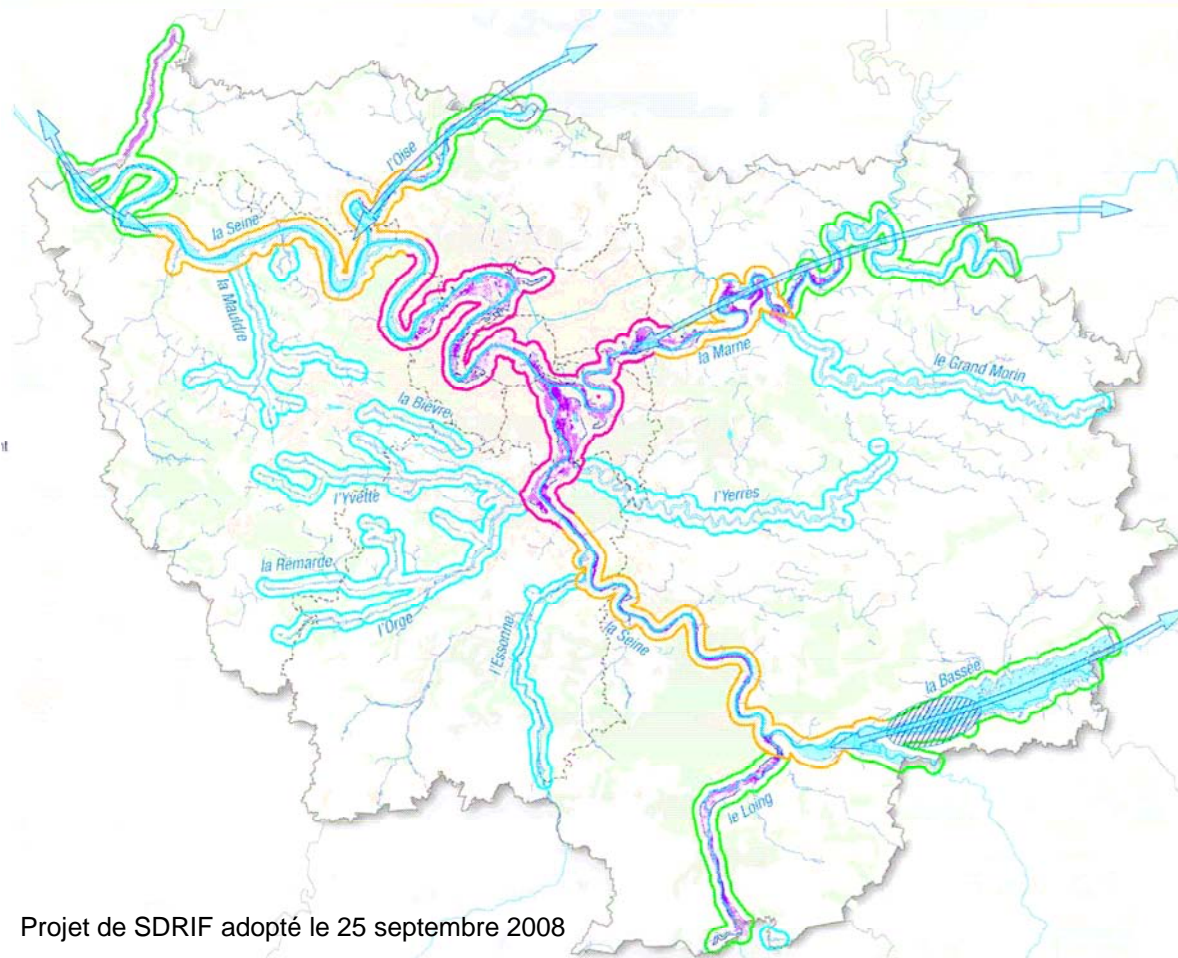 l'Oise
la Seine
la Mauldre
la Marne
le Grand Morin
la Bièvre
l'Yvette
l'Yerres
la Rémarde
l'Orge
l'Essonne
la Seine
la Bassée
le Loing
Projet de SDRIF adopté le 25 septembre 2008